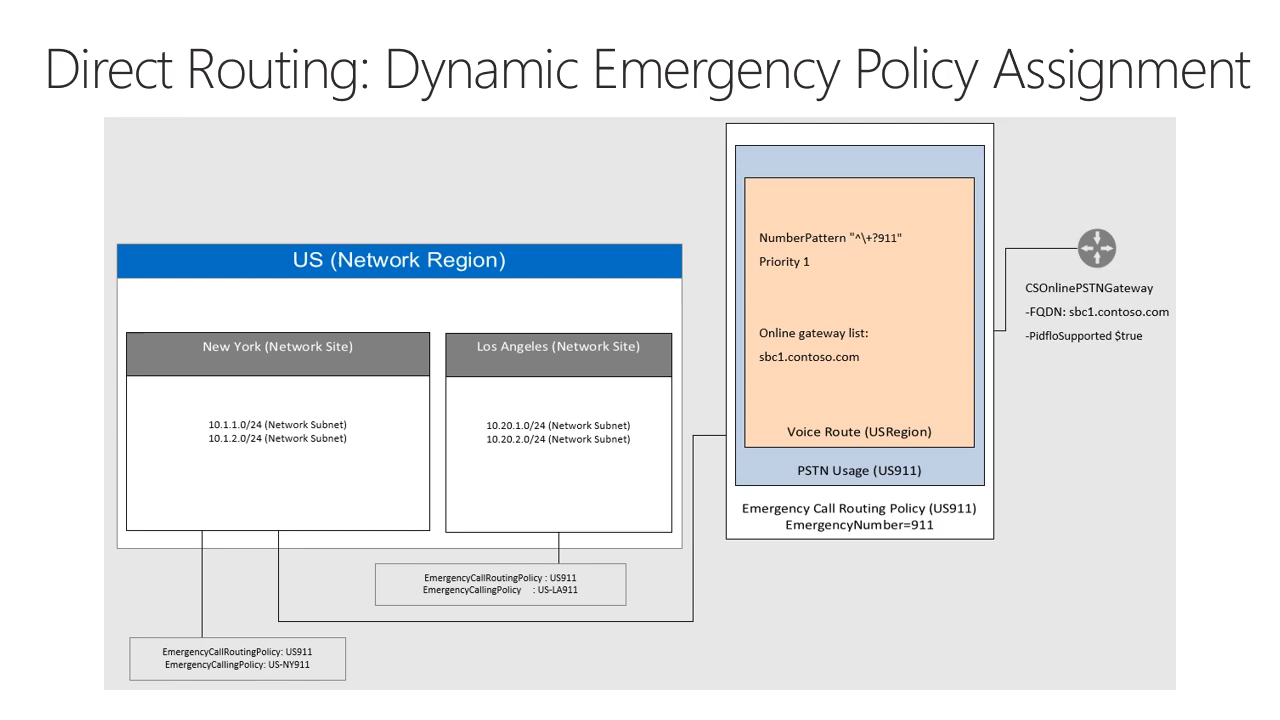 Direct Routing: Dynamic Emergency Policy Assignment
US (Network Region)
New York (Network Site)
10.1.1.0/24 (Network Subnet)
10.1.2.0/24 (Network Subnet)
Los Angeles (Network Site)
10.20.1.0/24 (Network Subnet)
10.20.2.0/24 (Network Subnet)
EmergencyCallRoutingPolicy : US911
EmergencyCallingPolicy : US-LA911
EmergencyCallRoutingPolicy: US911
EmergencyCallingPolicy: US-NY911
NumberPattern "^\+?911"
Priority 1
Online gateway list:
sbc1.contoso.com
Voice Route (USRegion)
PSTN Usage (US911)
Emergency Call Routing Policy (US911)
EmergencyNumber=911
CSOnlinePSTNGateway
-FQDN: sbc1.contoso.com
-PidfloSupported $true